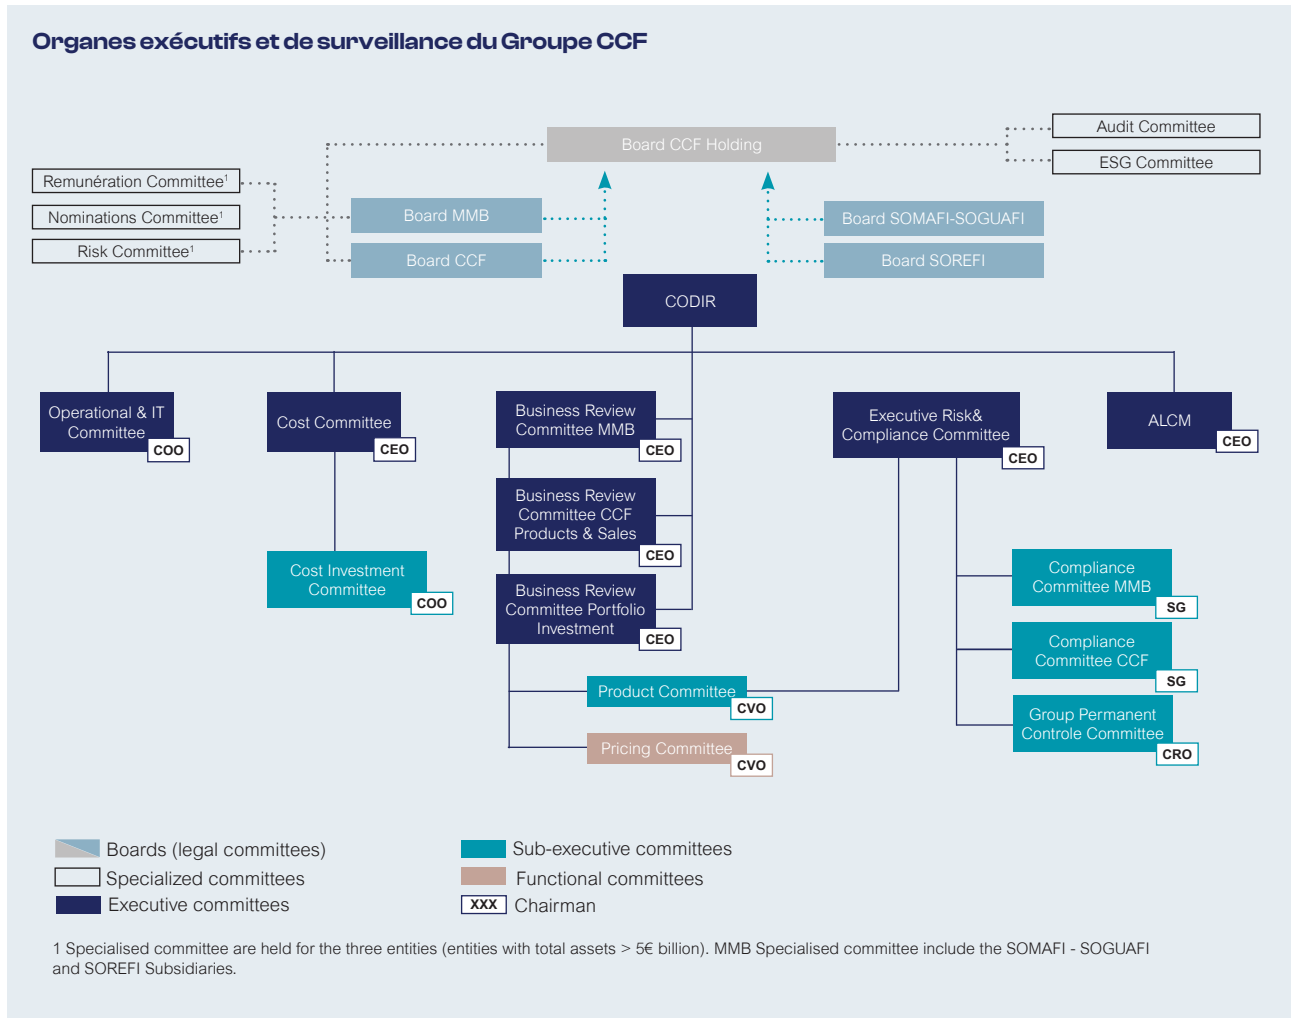 Organes exécutifs et de surveillance du Groupe CCF
Board CCF Holding
Audit Committee
ESG Committee
Remunération Committee¹
Nominations Committee¹
Risk Committee¹
Board MMB
Board CCF
Board SOMAFI-SOGUAFI
Board SOREFI
CODIR
Operational & IT
Committee
COO
Cost Committee
CEO
Business Review
Committee MMB
CEO
Executive Risk&
Compliance Committee
CEO
ALCM
CEO
Business Review
Committee CCF
Products & Sales
CEO
Cost Investment
Committee
COO
Business Review
Committee Portfolio
Investment
CEO
Compliance
Committee MMB
SG
Compliance
Committee CCF
SG
Product Committee
CVO
Group Permanent
Controle Committee
CRO
Pricing Committee
CVO
Boards (legal committees)
Specialized committees
Executive committees
Sub-executive committees
Functional committees
XXX Chairman
1 Specialised committee are held for the three entities (entities with total assets > 5€ billion). MMB Specialised committee include the SOMAFI - SOGUAFI
and SOREFI Subsidiaries.